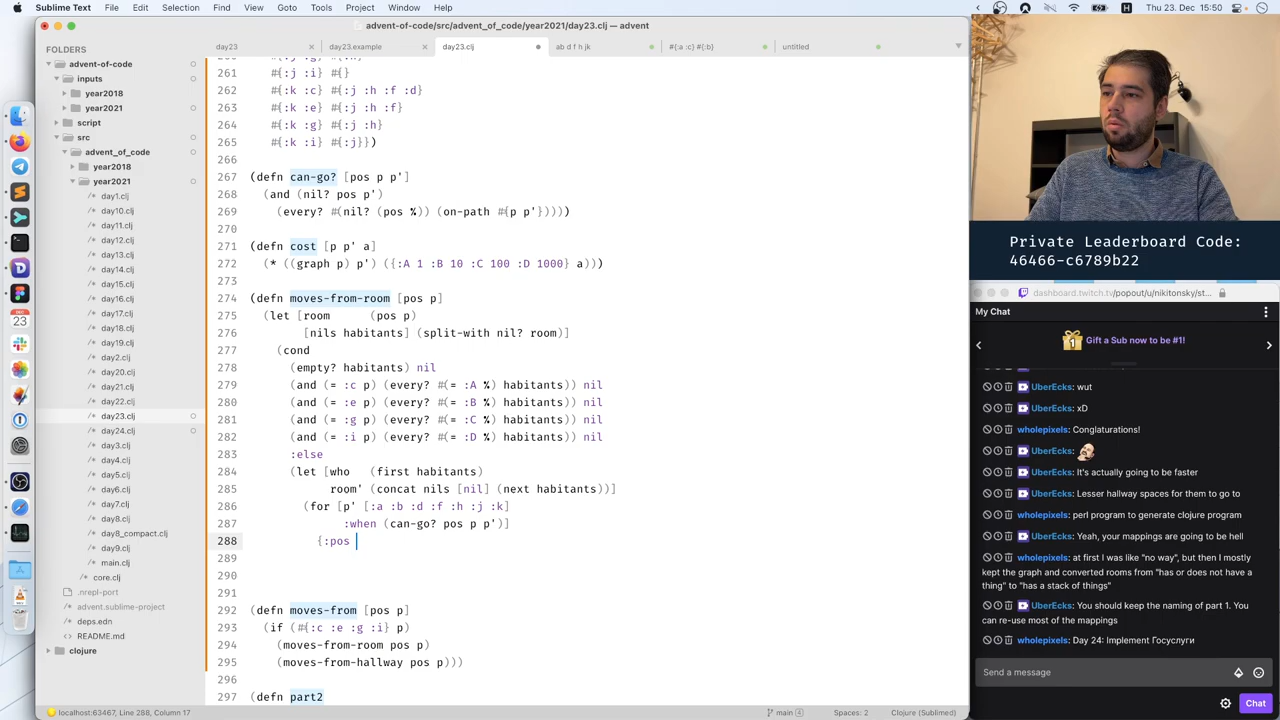 Sublime Text File Edit Selection Find View Goto Tools Project Window Help
Thu 23. Dec 15:50
advent-of-code/src/advent_of_code/year2021/day23.clj — advent
FOLDERS
advent-of-code
inputs
year2018
year2021
script
src
advent_of_code
year2018
year2021
day1.clj
day10.clj
day11.clj
day12.clj
day13.clj
day14.clj
day15.clj
day16.clj
day17.clj
day18.clj
day19.clj
day2.clj
day20.clj
day21.clj
day22.clj
day23.clj
day24.clj
day3.clj
day4.clj
day5.clj
day6.clj
day7.clj
day8.clj
day8_compact.clj
day9.clj
main.clj
core.clj
.nrepl-port
advent.sublime-project
deps.edn
README.md
clojure
day23
day23.example
day23.clj
ab d f h jk
#{:a :c} #{:b}
untitled
261 #{:j :i} #{}
262 #{:k :c} #{:j :h :f :d}
263 #{:k :e} #{:j :h :f}
264 #{:k :g} #{:j :h}
265 #{:k :i} #{:j}})
266
267 (defn can-go? [pos p p']
268 (and (nil? pos p')
269 (every? #(nil? (pos %)) (on-path #{p p'}))))
270
271 (defn cost [p p' a]
272 (* ((graph p) p') ({:A 1 :B 10 :C 100 :D 1000} a)))
273
274 (defn moves-from-room [pos p]
275 (let [room (pos p)
276 [nils habitants] (split-with nil? room)]
277 (cond
278 (empty? habitants) nil
279 (and (= :c p) (every? #(= :A %) habitants)) nil
280 (and (= :e p) (every? #(= :B %) habitants)) nil
281 (and (= :g p) (every? #(= :C %) habitants)) nil
282 (and (= :i p) (every? #(= :D %) habitants)) nil
283 :else
284 (let [who (first habitants)
285 room' (concat nils [nil] (next habitants))]
286 (for [p' [:a :b :d :f :h :j :k]
287 :when (can-go? pos p p')]
288 {:pos
289
290
291
292 (defn moves-from [pos p]
293 (if (#{:c :e :g :i} p)
294 (moves-from-room pos p)
295 (moves-from-hallway pos p)))
296
297 (defn part2
localhost:63467, Line 288, Column 17
main 4
Spaces: 2
Clojure (Sublimed)
Private Leaderboard Code:
46466-c6789b22
dashboard.twitch.tv/popout/u/nikitonsky/st...
My Chat
Gift a Sub now to be #1!
UberEcks: wut
UberEcks: xD
wholepixels: Conglaturations!
UberEcks:
UberEcks: It's actually going to be faster
UberEcks: Lesser hallway spaces for them to go to
wholepixels: perl program to generate clojure program
UberEcks: Yeah, your mappings are going to be hell
wholepixels: at first I was like "no way", but then I mostly
kept the graph and converted rooms from "has or does not have a
thing" to "has a stack of things"
UberEcks: You should keep the naming of part 1. You
can re-use most of the mappings
wholepixels: Day 24: Implement Госуслуги
Send a message
Chat